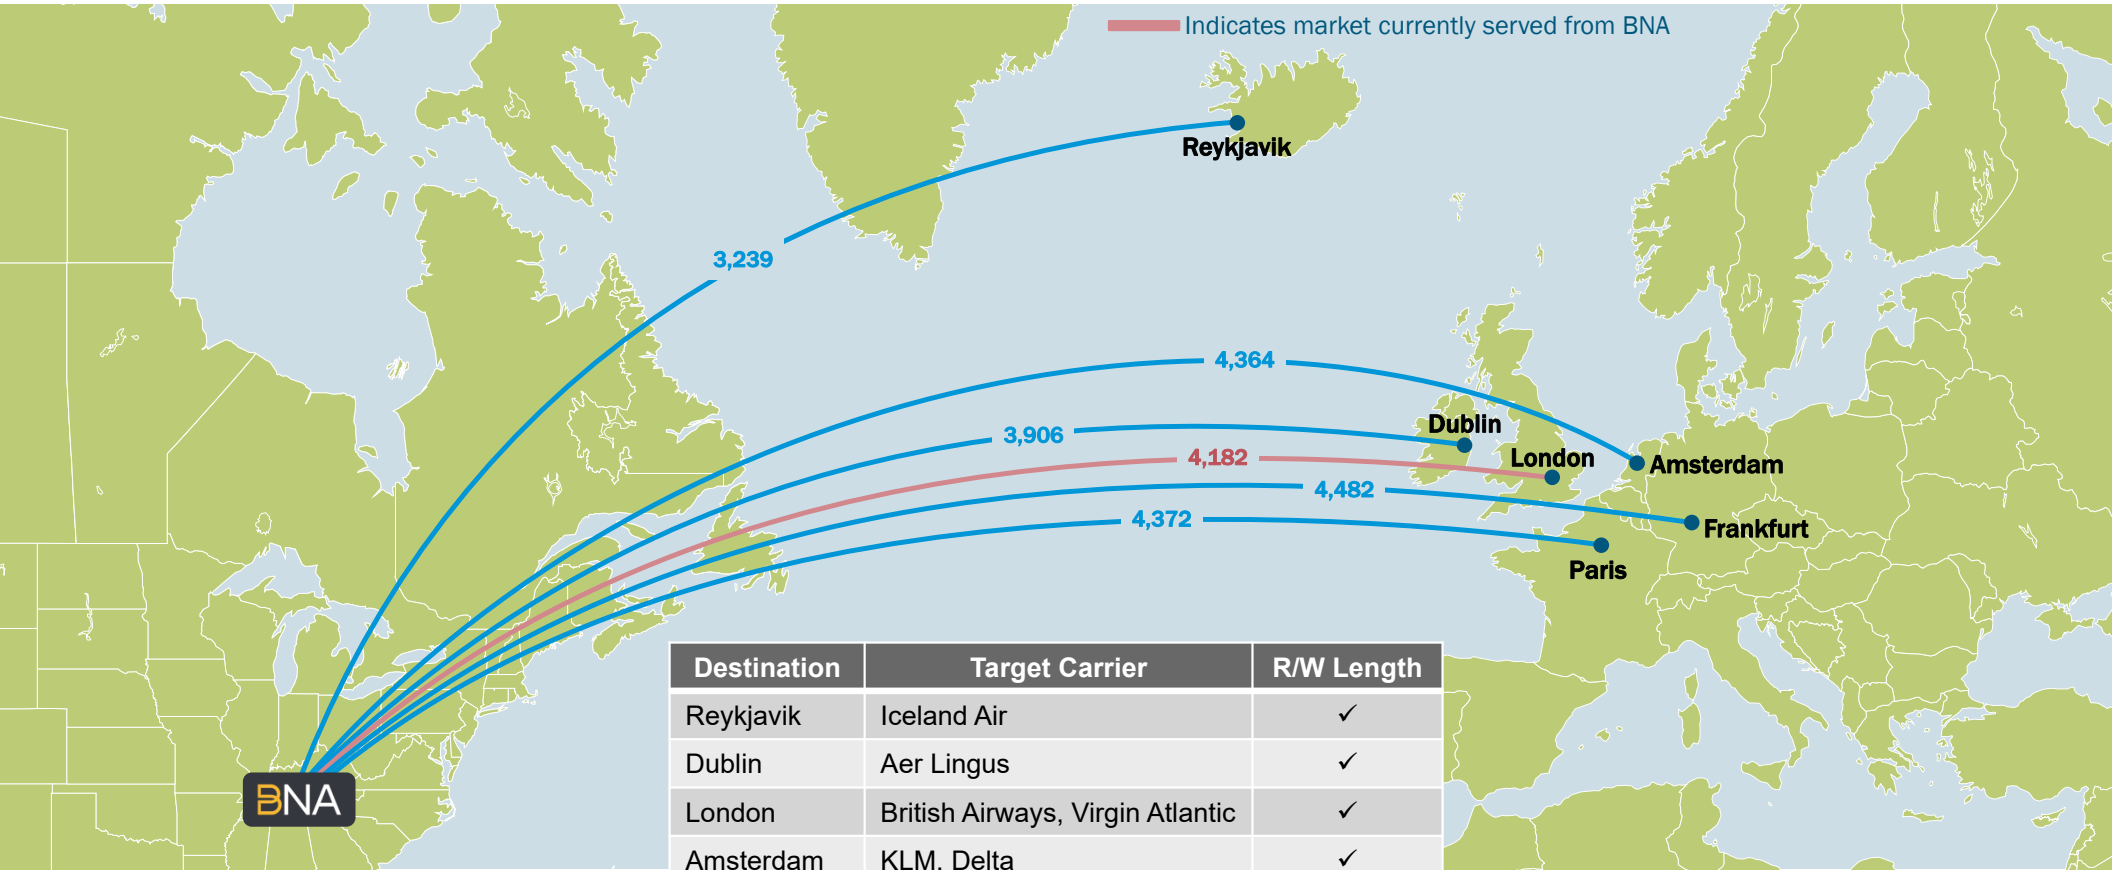 Indicates market currently served from BNA
Reykjavik
3,239
4,364
Dublin
3,906
4,182
London
Amsterdam
4,482
4,372
Frankfurt
Paris
Destination Target Carrier R/W Length
Reykjavik Iceland Air ✓
Dublin Aer Lingus ✓
London British Airways, Virgin Atlantic ✓
Amsterdam KLM, Delta ✓
BNA